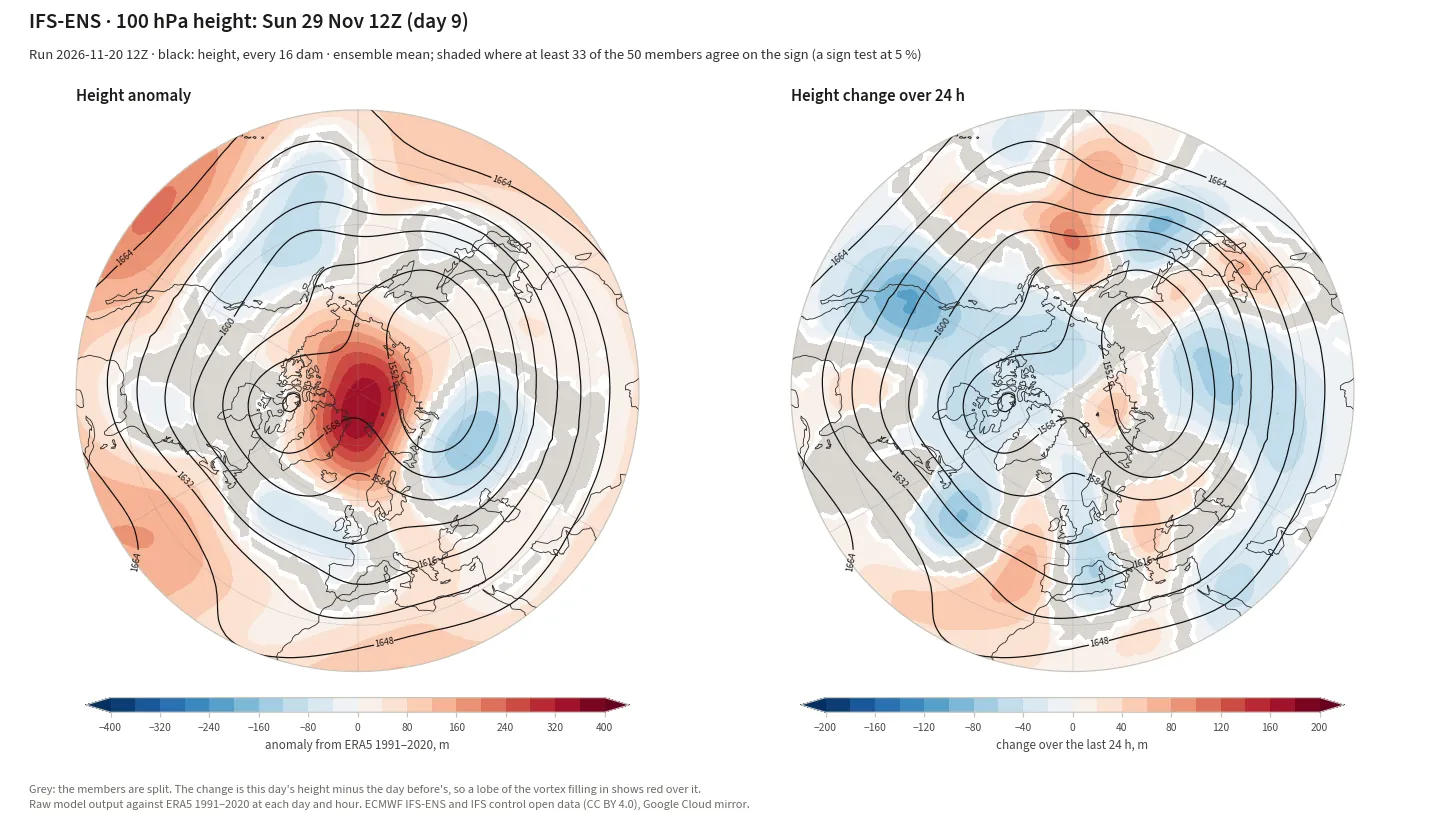 IFS-ENS · 100 hPa height: Sun 29 Nov 12Z (day 9)
Run 2026-11-20 12Z · black: height, every 16 dam · ensemble mean; shaded where at least 33 of the 50 members agree on the sign (a sign test at 5 %)
Height anomaly
Height change over 24 h
1664
1664
1600
1552
1568
1584
1632
1616
1664
1648
1664
1664
1600
1552
1568
1584
1632
1616
1664
1648
−400 −320 −240 −160 −80 0 80 160 240 320 400
anomaly from ERA5 1991–2020, m
−200 −160 −120 −80 −40 0 40 80 120 160 200
change over the last 24 h, m
Grey: the members are split. The change is this day's height minus the day before's, so a lobe of the vortex filling in shows red over it.
Raw model output against ERA5 1991–2020 at each day and hour. ECMWF IFS-ENS and IFS control open data (CC BY 4.0), Google Cloud mirror.